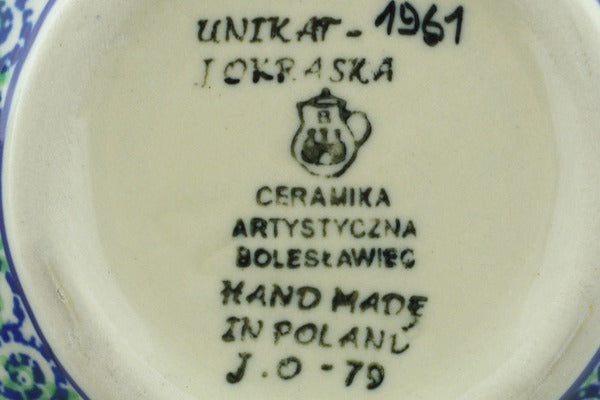 UNIKAT - 1961
J OKRASKA
B
CERAMIKA
ARTYSTYCZNA
BOLESŁAWIEC
HAND MADE
IN POLAND
J.O-79